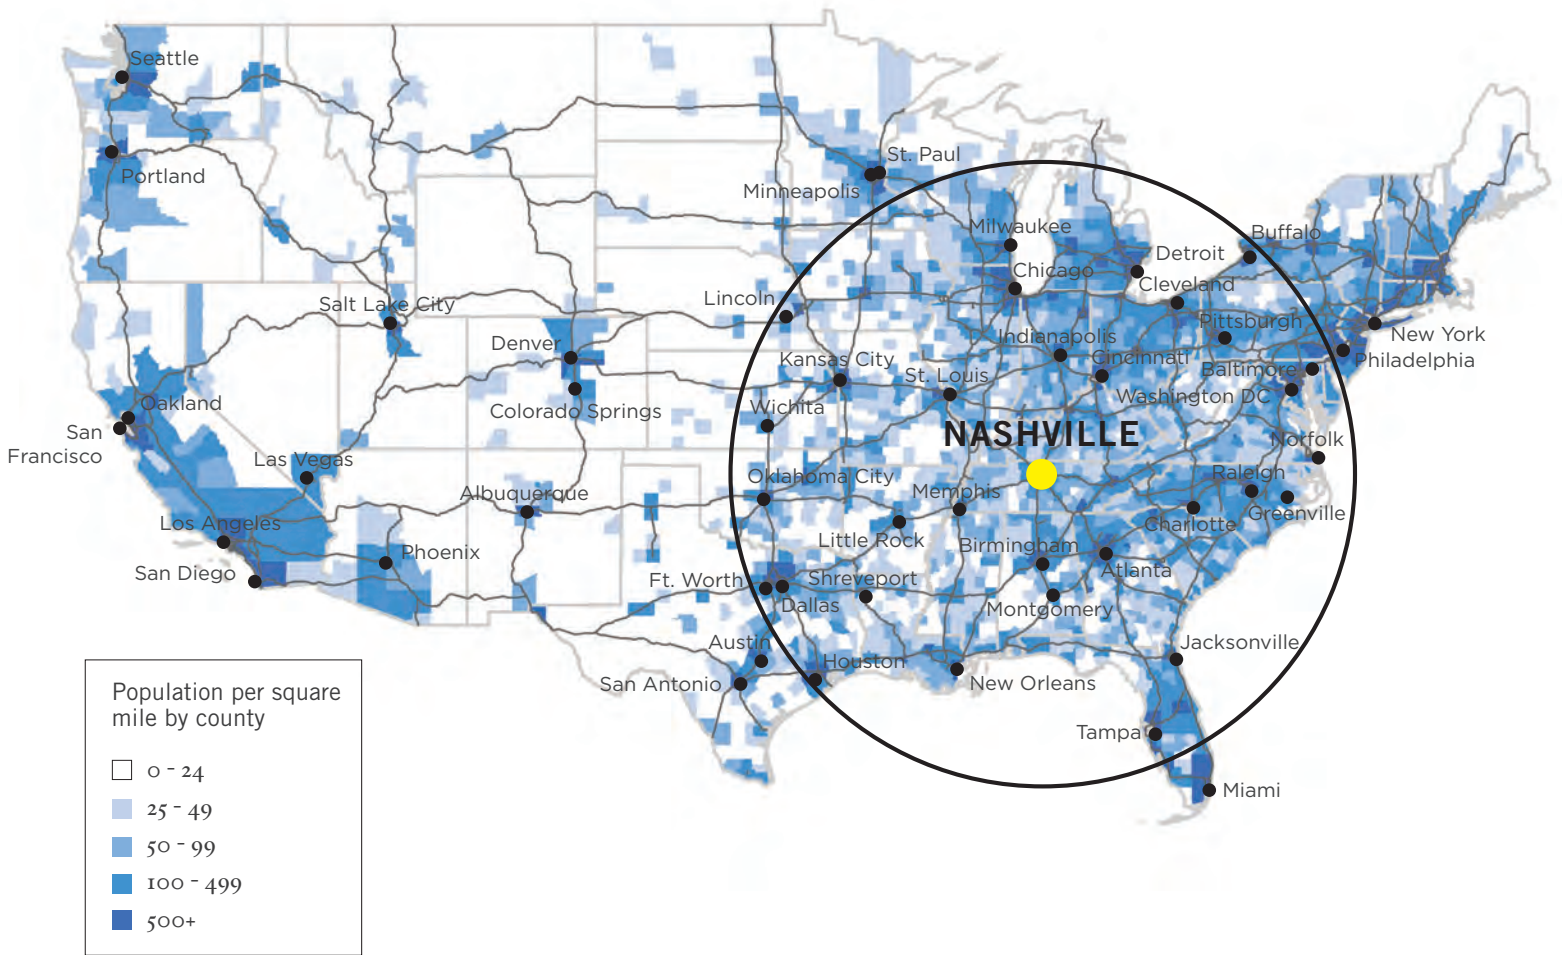 Seattle
Portland
St. Paul
Minneapolis
Milwaukee
Buffalo
Detroit
Chicago
Cleveland
Salt Lake City
Lincoln
Pittsburgh
New York
Denver
Indianapolis
Kansas City
Cincinnati
Philadelphia
Baltimore
St. Louis
Oakland
Colorado Springs
Wichita
Washington DC
San
Francisco
NASHVILLE
Norfolk
Las Vegas
Oklahoma City
Raleigh
Albuquerque
Memphis
Greenville
Los Angeles
Charlotte
Little Rock
Birmingham
Phoenix
Atlanta
San Diego
Ft. Worth
Shreveport
Dallas
Montgomery
Austin
Jacksonville
Houston
San Antonio
New Orleans
Tampa
Miami
Population per square
mile by county
0 - 24
25 - 49
50 - 99
100 - 499
500+